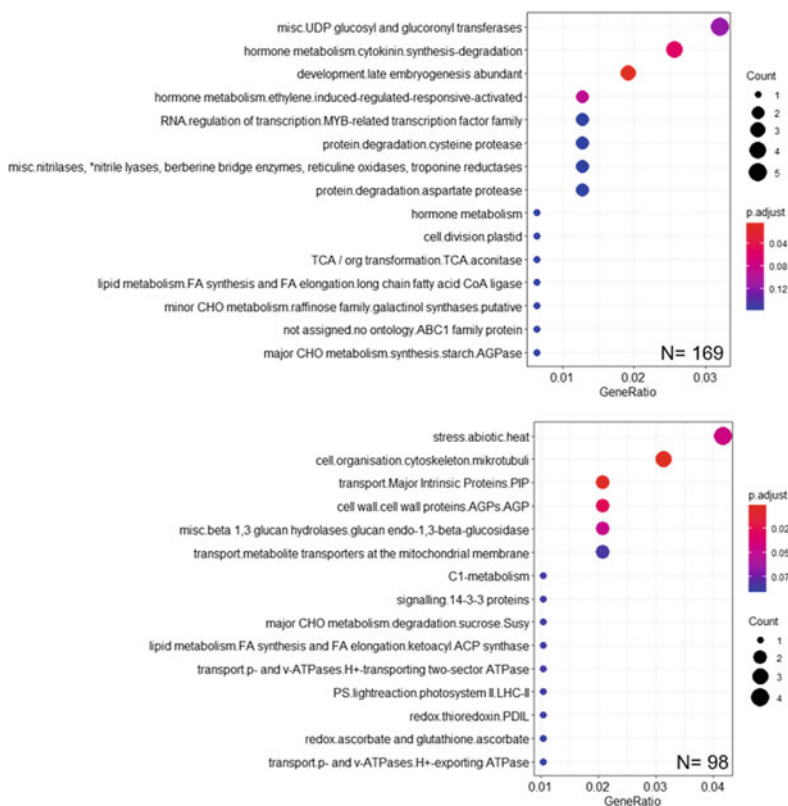 misc.UDP glucosyl and glucoronyl transferases
hormone metabolism.cytokinin.synthesis-degradation
development.late embryogenesis abundant
hormone metabolism.ethylene.induced-regulated-responsive-activated
RNA.regulation of transcription.MYB-related transcription factor family
protein.degradation.cysteine protease
misc.nitrilases, *nitrile lyases, berberine bridge enzymes, reticuline oxidases, troponine reductases
protein.degradation.aspartate protease
hormone metabolism
cell.division.plastid
TCA / org transformation.TCA.aconitase
lipid metabolism.FA synthesis and FA elongation.long chain fatty acid CoA ligase
minor CHO metabolism.raffinose family.galactinol synthases.putative
not assigned.no ontology.ABC1 family protein
major CHO metabolism.synthesis.starch.AGPase
N= 169
0.01 0.02 0.03
GeneRatio
Count
1
2
3
4
5
p.adjust
0.04
0.08
0.12
stress.abiotic.heat
cell.organisation.cytoskeleton.mikrotubuli
transport.Major Intrinsic Proteins.PIP
cell wall.cell wall proteins.AGPs.AGP
misc.beta 1,3 glucan hydrolases.glucan endo-1,3-beta-glucosidase
transport.metabolite transporters at the mitochondrial membrane
C1-metabolism
signalling.14-3-3 proteins
major CHO metabolism.degradation.sucrose.Susy
lipid metabolism.FA synthesis and FA elongation.ketoacyl ACP synthase
transport.p- and v-ATPases.H+-transporting two-sector ATPase
PS.lightreaction.photosystem II.LHC-II
redox.thioredoxin.PDIL
redox.ascorbate and glutathione.ascorbate
transport.p- and v-ATPases.H+-exporting ATPase
N= 98
0.01 0.02 0.03 0.04
GeneRatio
p.adjust
0.02
0.05
0.07
Count
1
2
3
4